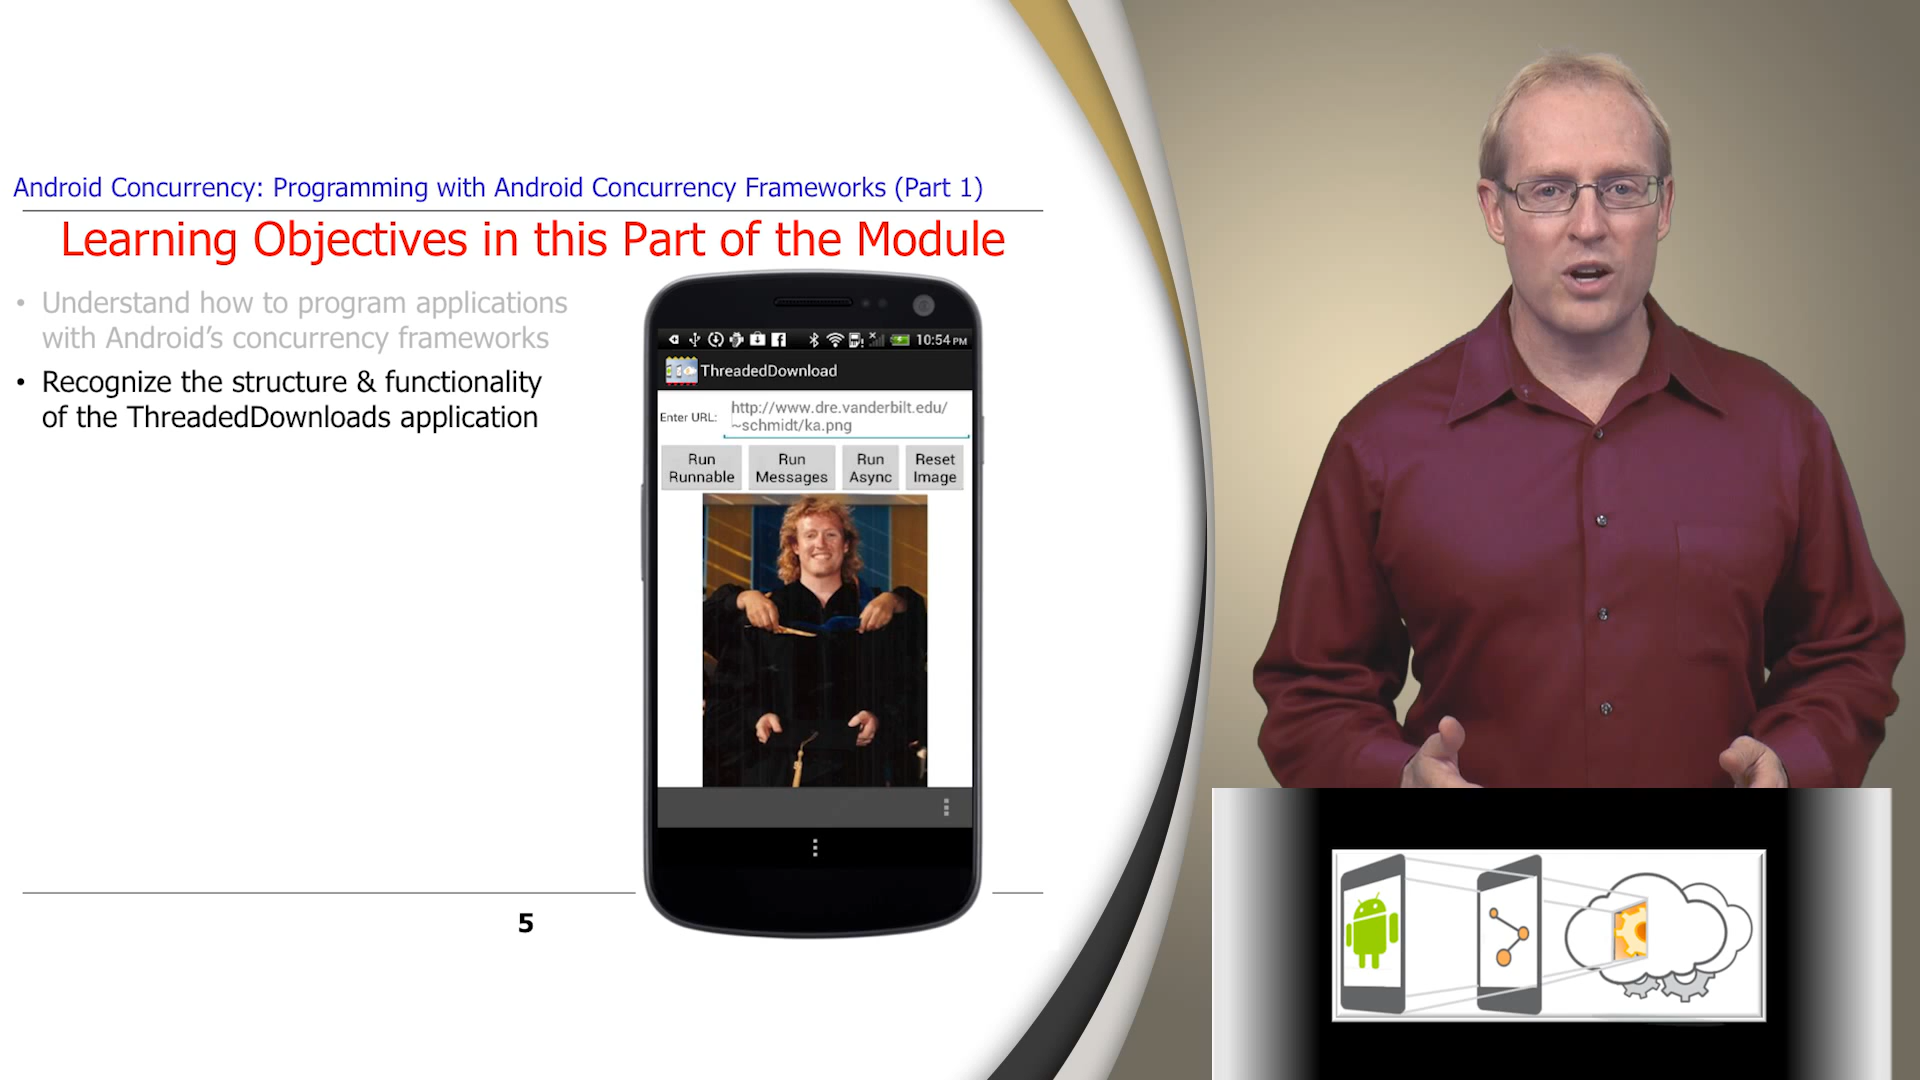 Android Concurrency: Programming with Android Concurrency Frameworks (Part 1)
Learning Objectives in this Part of the Module
• Understand how to program applications
with Android’s concurrency frameworks
• Recognize the structure & functionality
of the ThreadedDownloads application
10:54 PM
ThreadedDownload
Enter URL:
http://www.dre.vanderbilt.edu/
~schmidt/ka.png
Run
Runnable
Run
Messages
Run
Async
Reset
Image
5